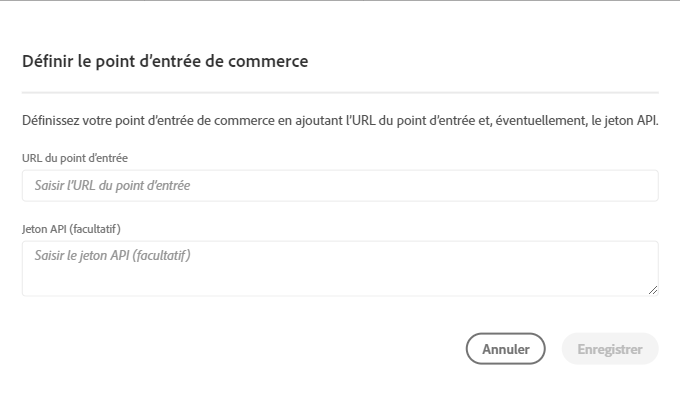 Définir le point d’entrée de commerce
Définissez votre point d’entrée de commerce en ajoutant l’URL du point d’entrée et, éventuellement, le jeton API.
URL du point d’entrée
Saisir l’URL du point d’entrée
Jeton API (facultatif)
Saisir le jeton API (facultatif)
Annuler
Enregistrer